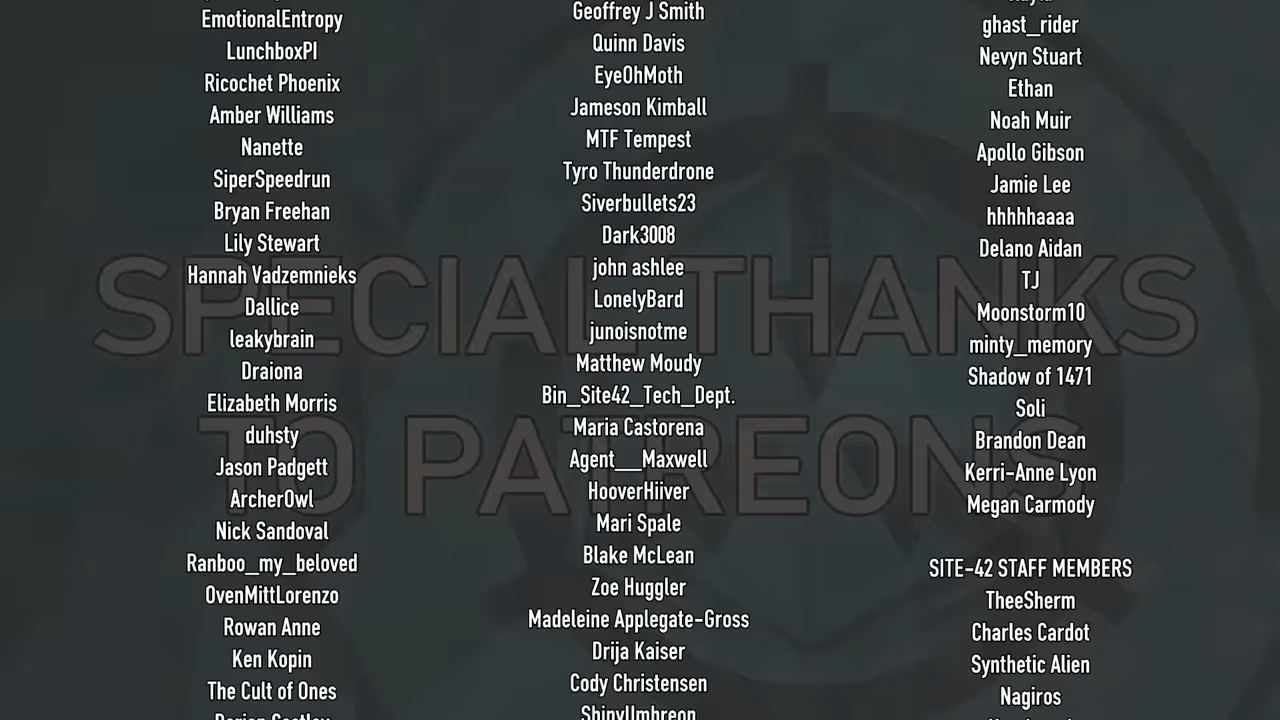 EmotionalEntropy
LunchboxPI
Ricochet Phoenix
Amber Williams
Nanette
SiperSpeedrun
Bryan Freehan
Lily Stewart
Hannah Vadzemnieks
Dallice
leakybrain
Draiona
Elizabeth Morris
duhsty
Jason Padgett
ArcherOwl
Nick Sandoval
Ranboo_my_beloved
OvenMittLorenzo
Rowan Anne
Ken Kopin
The Cult of Ones
Geoffrey J Smith
Quinn Davis
EyeOhMoth
Jameson Kimball
MTF Tempest
Tyro Thunderdrone
Siverbullets23
Dark3008
john ashlee
LonelyBard
junoisnotme
Matthew Moudy
Bin_Site42_Tech_Dept.
Maria Castorena
Agent__Maxwell
HooverHiiver
Mari Spale
Blake McLean
Zoe Huggler
Madeleine Applegate-Gross
Drija Kaiser
Cody Christensen
ShinyUmbreon
ghast_rider
Nevyn Stuart
Ethan
Noah Muir
Apollo Gibson
Jamie Lee
hhhhhaaaa
Delano Aidan
TJ
Moonstorm10
minty_memory
Shadow of 1471
Soli
Brandon Dean
Kerri-Anne Lyon
Megan Carmody
SITE-42 STAFF MEMBERS
TheeSherm
Charles Cardot
Synthetic Alien
Nagiros
SPECIAL THANKS
TO PATREONS